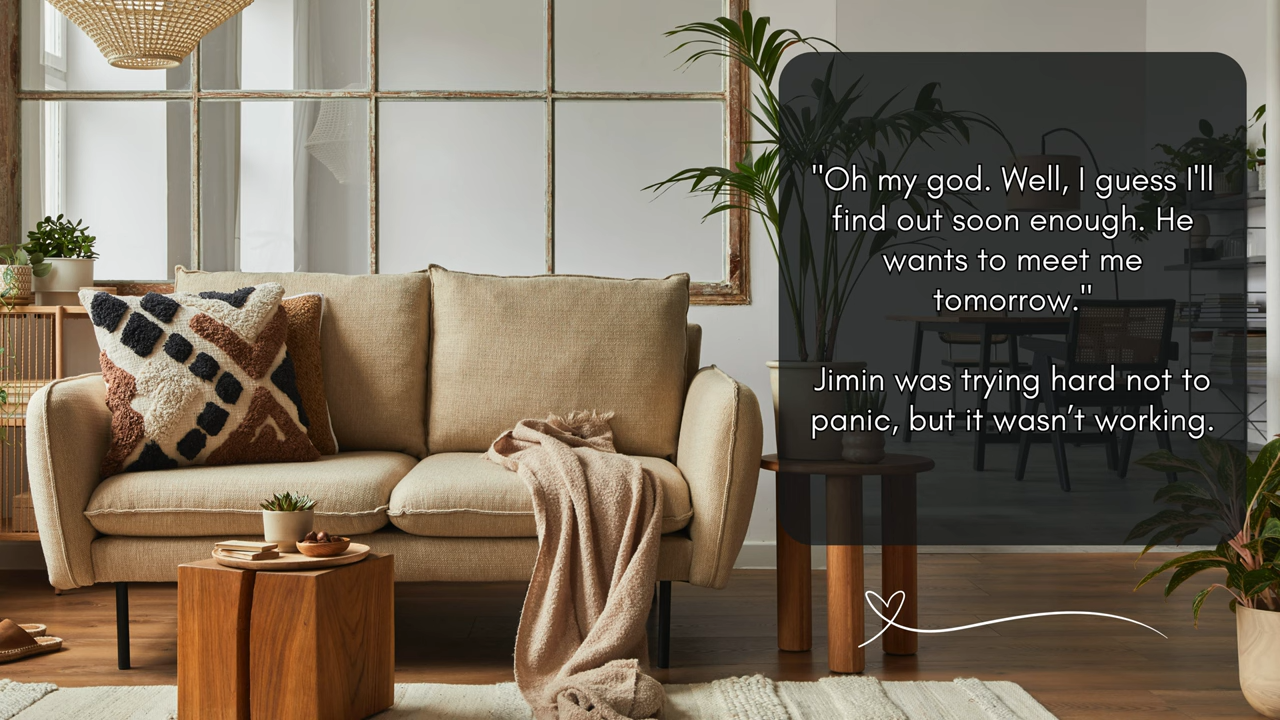 "Oh my god. Well, I guess I'll
find out soon enough. He
wants to meet me
tomorrow."
Jimin was trying hard not to
panic, but it wasn’t working.